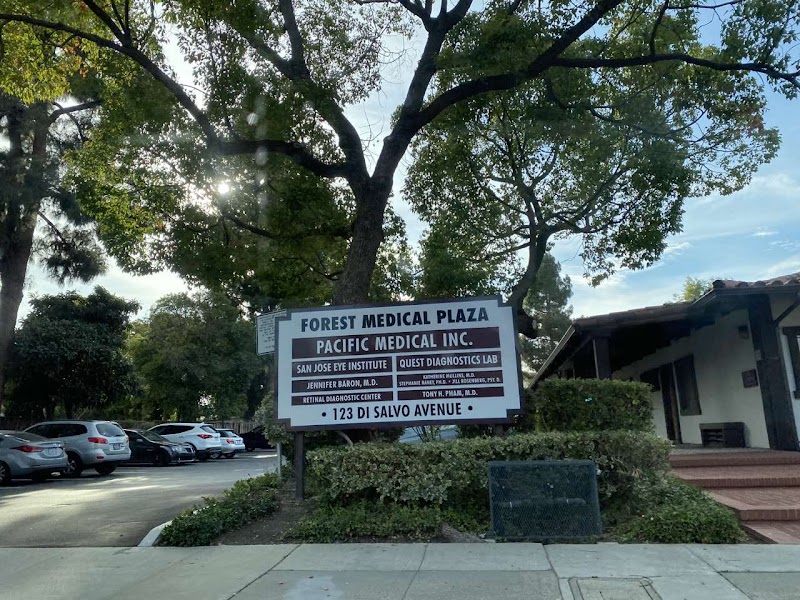 FOREST MEDICAL PLAZA
PACIFIC MEDICAL INC.
SAN JOSE EYE INSTITUTE
QUEST DIAGNOSTICS LAB
JENNIFER BARON, M.D.
KATHERINE MULLINS, M.D.
STEPHANIE RANEY, PH.D. • JILL ROSENBERG, PSY. D.
RETINAL DIAGNOSTIC CENTER
TONY H. PHAM, M.D.
• 123 DI SALVO AVENUE •